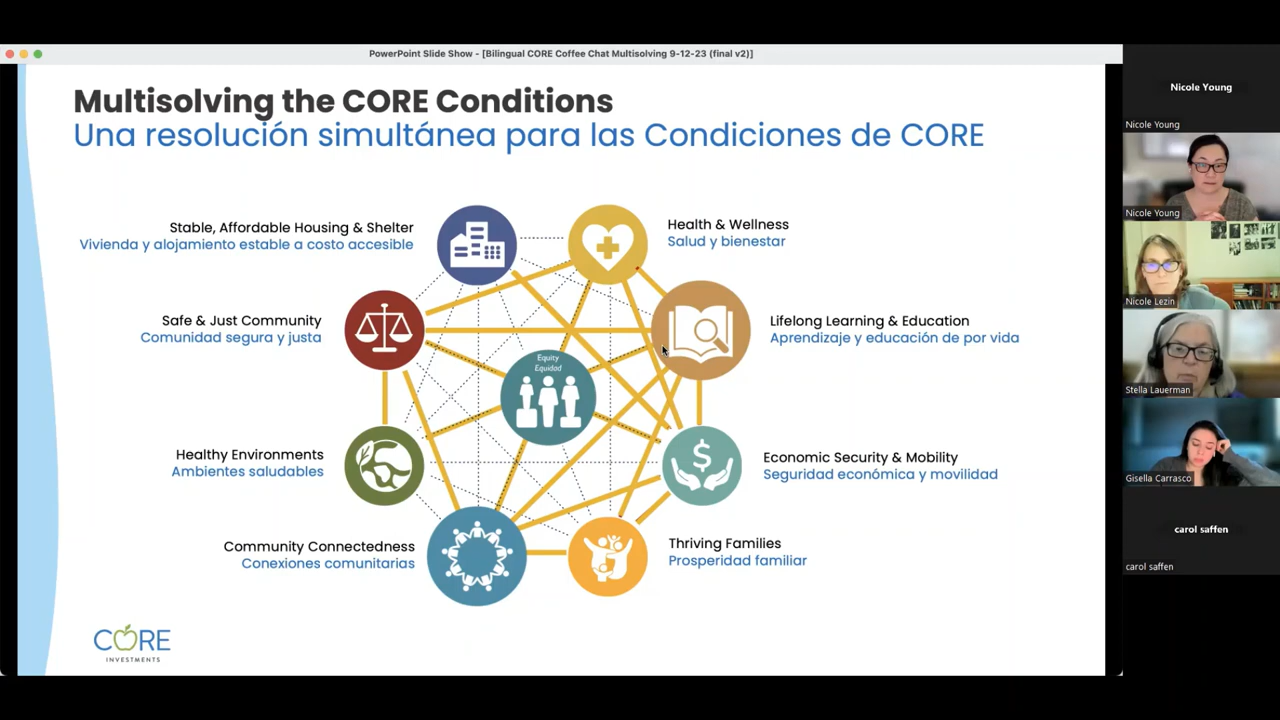 PowerPoint Slide Show - [Bilingual CORE Coffee Chat Multisolving 9-12-23 (final v2)]
Multisolving the CORE Conditions
Una resolución simultánea para las Condiciones de CORE
Stable, Affordable Housing & Shelter
Vivienda y alojamiento estable a costo accesible
Health & Wellness
Salud y bienestar
Safe & Just Community
Comunidad segura y justa
Lifelong Learning & Education
Aprendizaje y educación de por vida
Equity
Equidad
Healthy Environments
Ambientes saludables
Economic Security & Mobility
Seguridad económica y movilidad
Community Connectedness
Conexiones comunitarias
Thriving Families
Prosperidad familiar
CORE
INVESTMENTS
Nicole Young
Nicole Young
Nicole Young
Nicole Lezin
Stella Lauerman
Gisella Carrasco
carol saffen
carol saffen